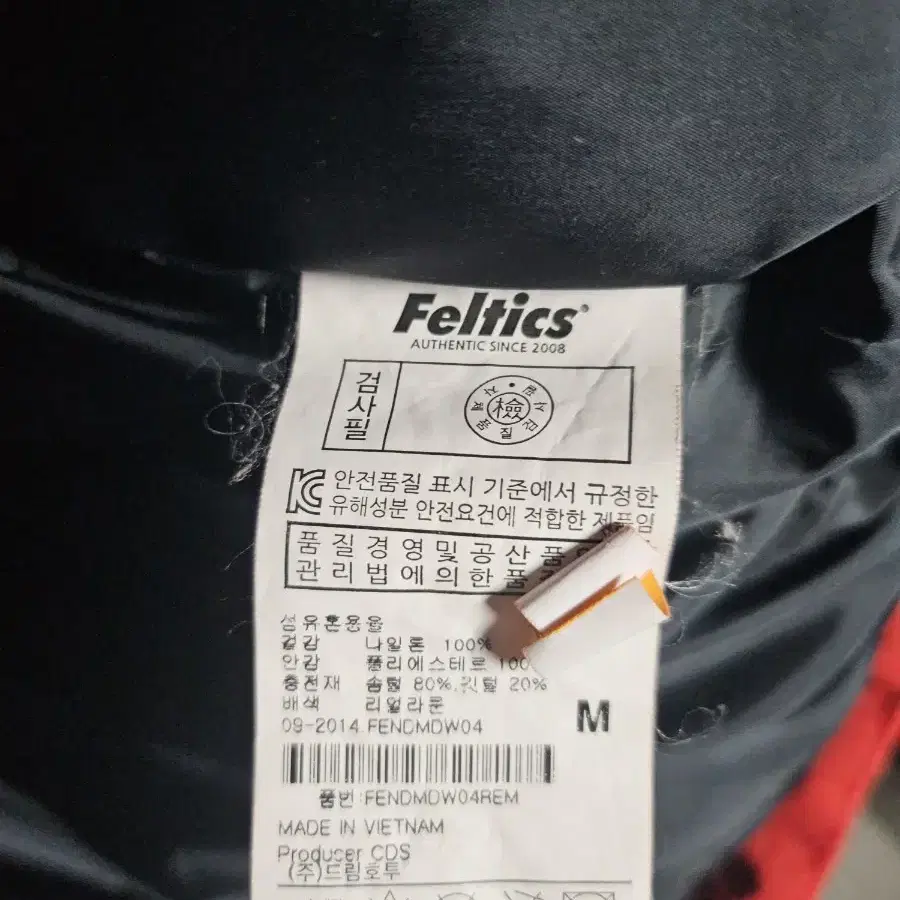 Feltics®
AUTHENTIC SINCE 2008
검사필
檢
안전품질 표시 기준에서 규정한
유해성분 안전요건에 적합한 제품임
품질경영및공산품
관리법에의한품
섬유혼용율
겉감 나일론 100%
안감 폴리에스테르 100
충전재 솜털 80%.깃털 20%
배색 리얼라쿤
M
09-2014 FENDMDW04
품번:FENDMDW04REM
MADE IN VIETNAM
Producer CDS
(주)드림호투